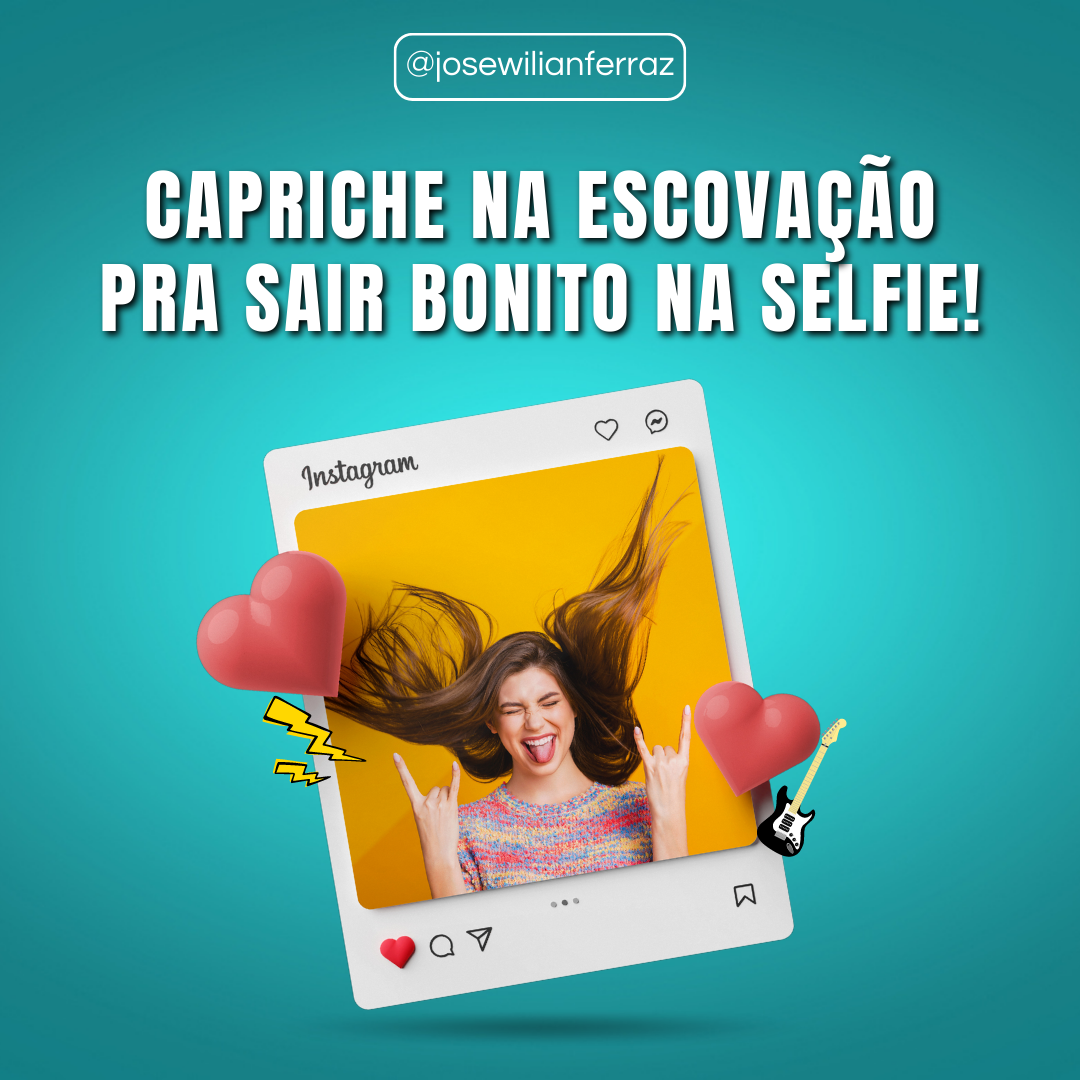 @josewilianferraz
CAPRICHE NA ESCOVAÇÃO
PRA SAIR BONITO NA SELFIE!
Instagram